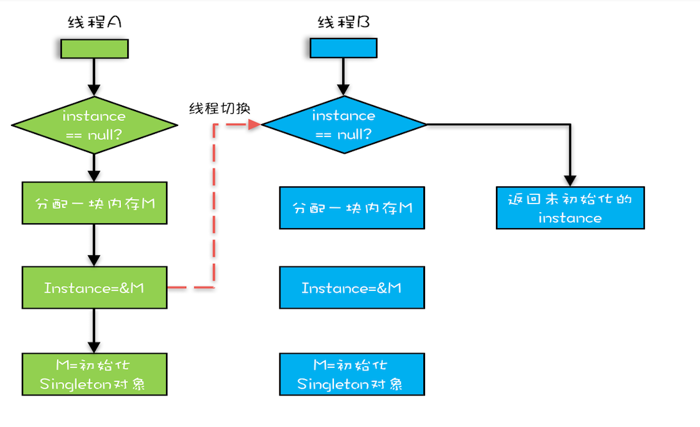 线程A
线程B
instance
== null?
线程切换
instance
== null?
分配一块内存M
分配一块内存M
返回未初始化的
instance
Instance=&M
Instance=&M
M=初始化
Singleton对象
M=初始化
Singleton对象